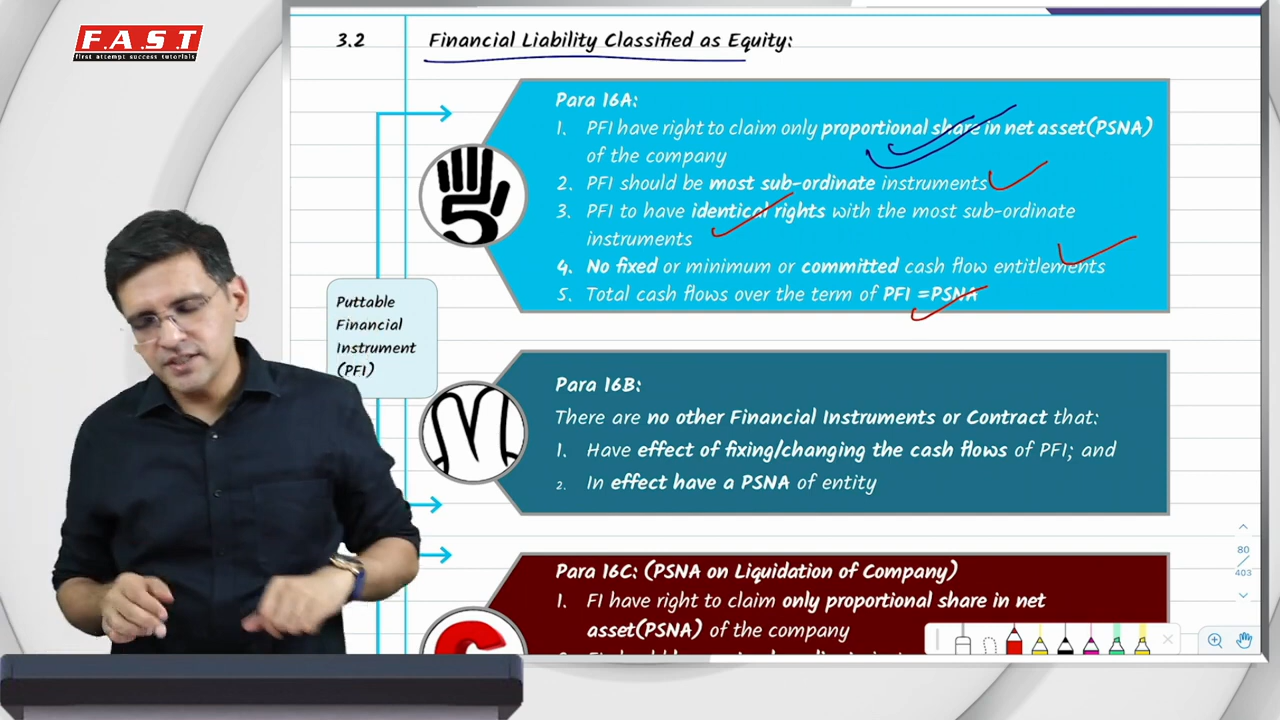 F.A.S.T
first attempt success tutorials
3.2 Financial Liability Classified as Equity:
Para 16A:
1. PFI have right to claim only proportional share in net asset(PSNA)
of the company
2. PFI should be most sub-ordinate instruments
3. PFI to have identical rights with the most sub-ordinate
instruments
4. No fixed or minimum or committed cash flow entitlements
5. Total cash flows over the term of PFI =PSNA
5
Puttable
Financial
Instrument
(PFI)
Para 16B:
There are no other Financial Instruments or Contract that:
1. Have effect of fixing/changing the cash flows of PFI; and
2. In effect have a PSNA of entity
Para 16C: (PSNA on Liquidation of Company)
1. FI have right to claim only proportional share in net
asset(PSNA) of the company
80
403